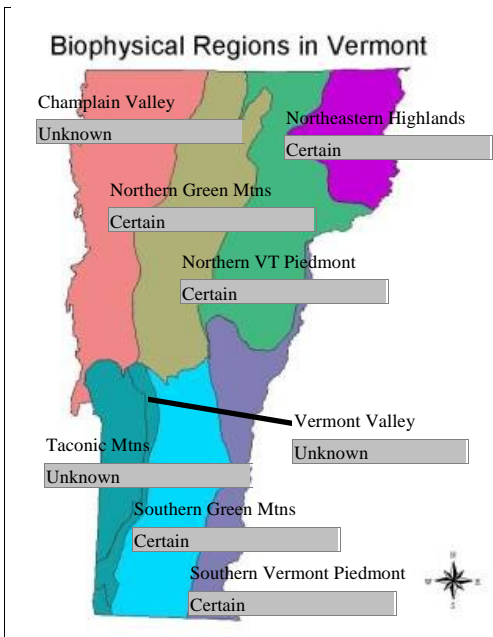 Biophysical Regions in Vermont
Champlain Valley
Unknown
Northeastern Highlands
Certain
Northern Green Mtns
Certain
Northern VT Piedmont
Certain
Vermont Valley
Unknown
Taconic Mtns
Unknown
Southern Green Mtns
Certain
Southern Vermont Piedmont
Certain